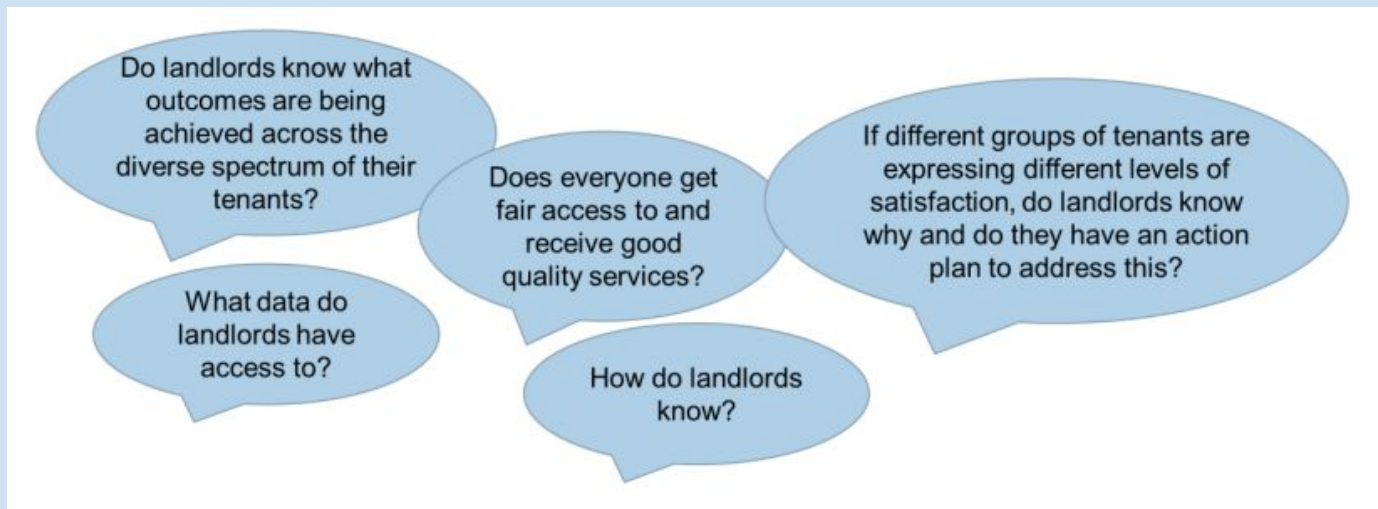 Do landlords know what
outcomes are being
achieved across the
diverse spectrum of their
tenants?
Does everyone get
fair access to and
receive good
quality services?
If different groups of tenants are
expressing different levels of
satisfaction, do landlords know
why and do they have an action
plan to address this?
What data do
landlords have
access to?
How do landlords
know?